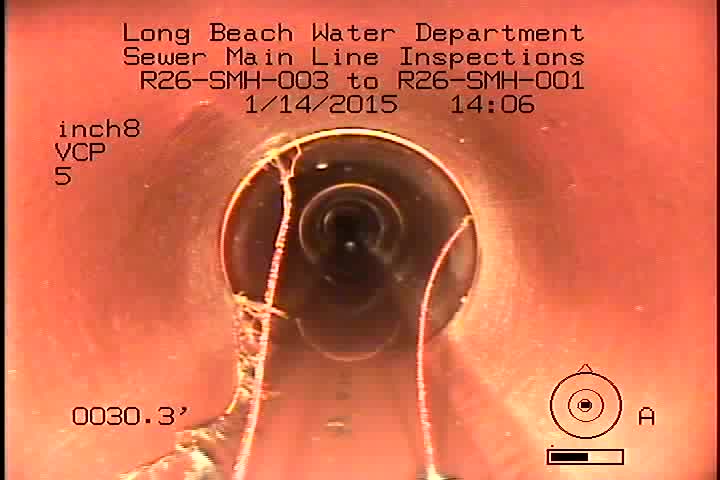 Long Beach Water Department
Sewer Main Line Inspections
R26-SMH-003 to R26-SMH-001
1/14/2015 14:06
inch8
VCP
5
0030.3’
A